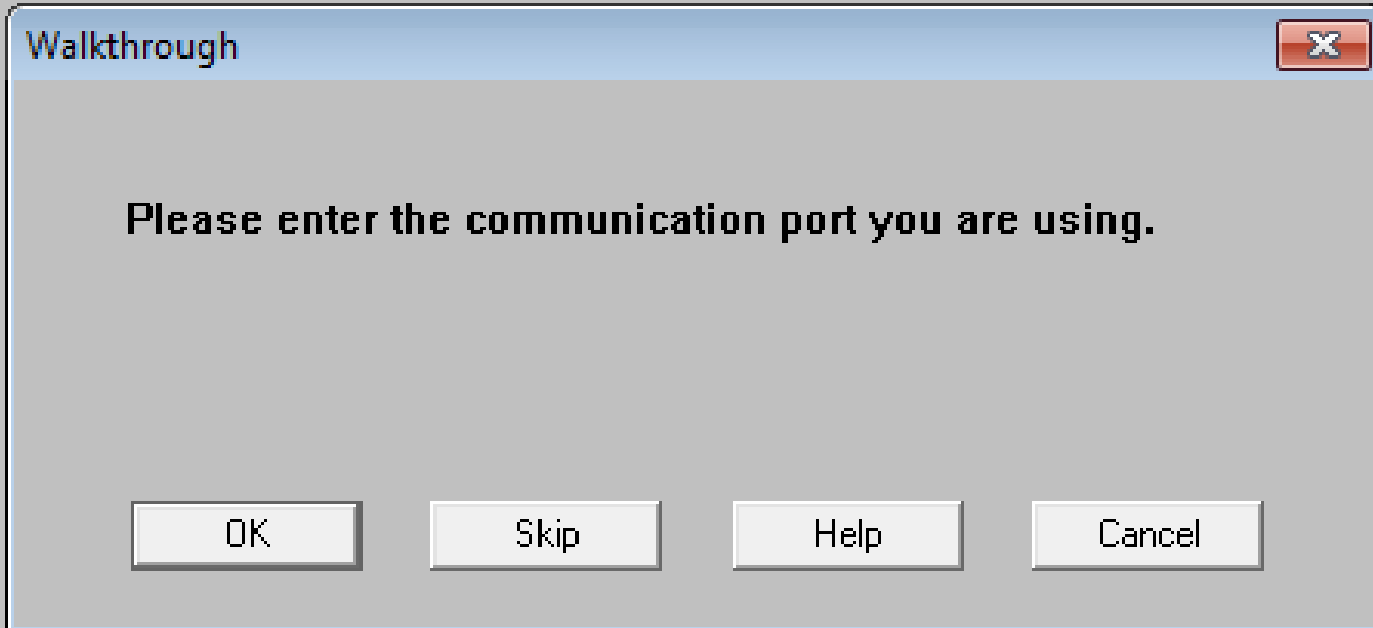 Walkthrough
Please enter the communication port you are using.
OK Skip Help Cancel